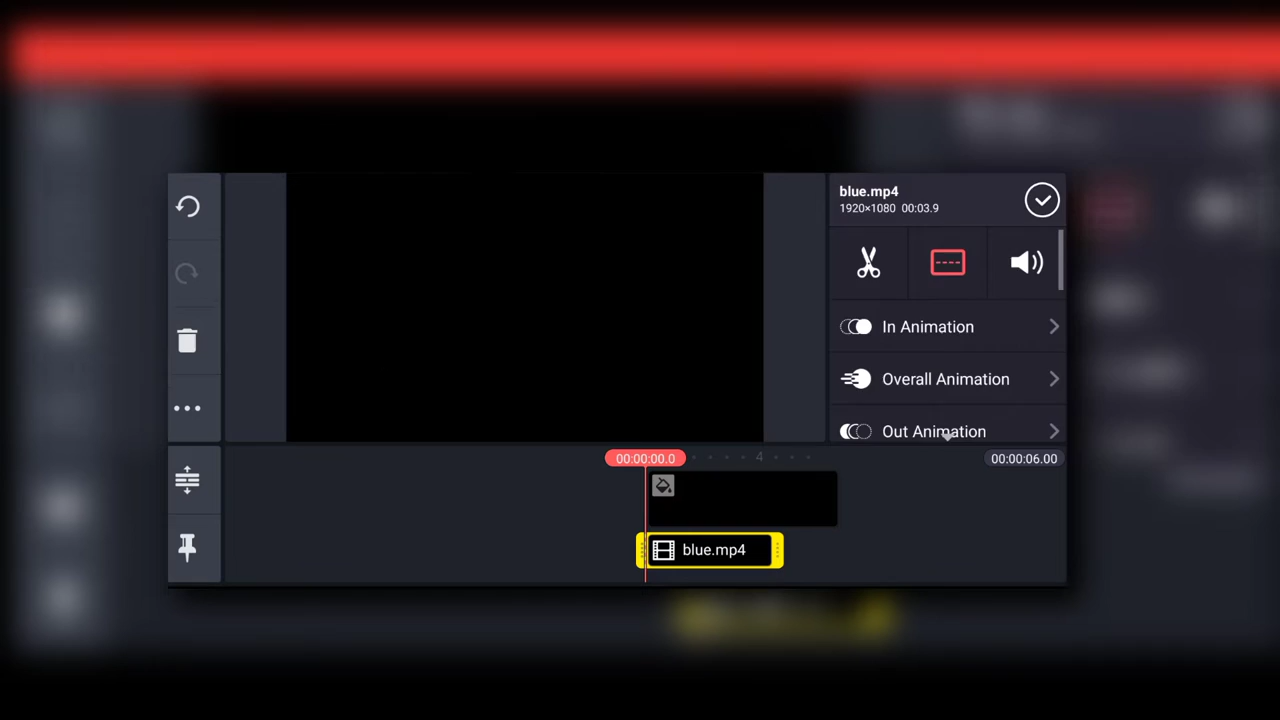 blue.mp4
1920×1080 00:03.9
In Animation
Overall Animation
Out Animation
00:00:00.0
4
00:00:06.00
blue.mp4